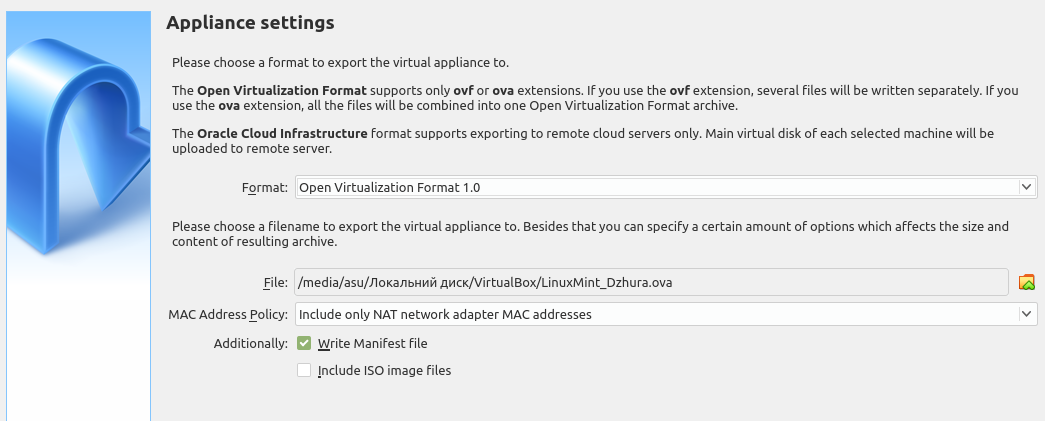 Appliance settings
Please choose a format to export the virtual appliance to.
The Open Virtualization Format supports only ovf or ova extensions. If you use the ovf extension, several files will be written separately. If you
use the ova extension, all the files will be combined into one Open Virtualization Format archive.
The Oracle Cloud Infrastructure format supports exporting to remote cloud servers only. Main virtual disk of each selected machine will be
uploaded to remote server.
Format: Open Virtualization Format 1.0
Please choose a filename to export the virtual appliance to. Besides that you can specify a certain amount of options which affects the size and
content of resulting archive.
File: /media/asu/Локальний диск/VirtualBox/LinuxMint_Dzhura.ova
MAC Address Policy: Include only NAT network adapter MAC addresses
Additionally: Write Manifest file
Include ISO image files